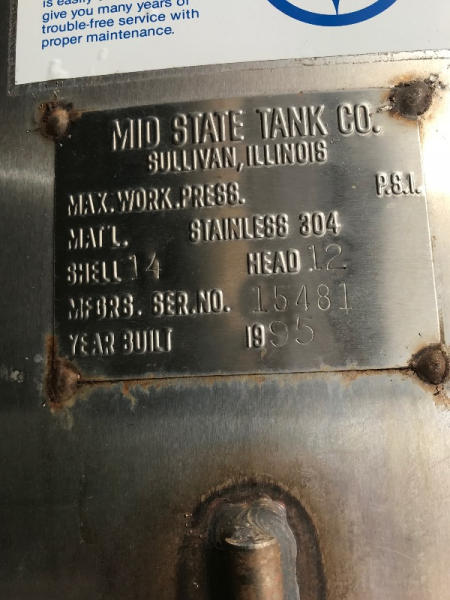 give you many years of
trouble-free service with
proper maintenance.
MID STATE TANK CO.
SULLIVAN, ILLINOIS
MAX. WORK. PRESS. P.S.I.
MAT'L. STAINLESS 304
SHELL 14 HEAD 12
MFGRS. SER. NO. 15481
YEAR BUILT 1995